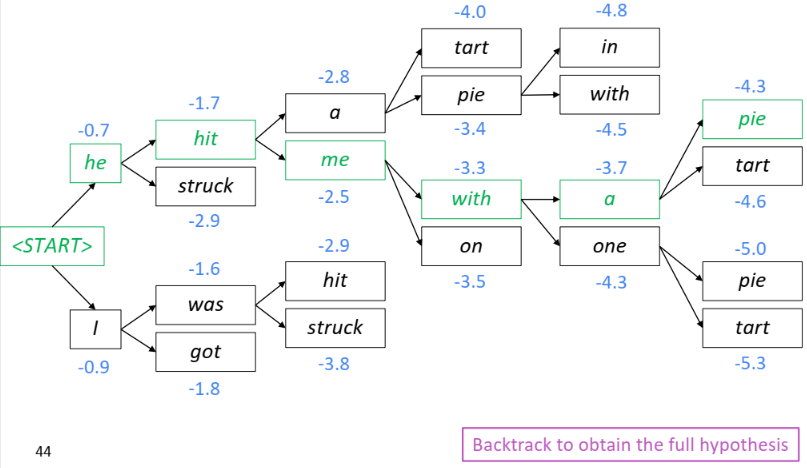 -4.0
-4.8
tart
in
-2.8
-1.7
a
pie
with
-4.3
-0.7
hit
-3.4
-4.5
pie
he
me
-3.3
-3.7
struck
-2.5
with
a
tart
-2.9
-4.6
<START>
-2.9
on
one
-1.6
hit
-3.5
-4.3
-5.0
was
pie
I
struck
tart
got
-0.9
-3.8
-5.3
-1.8
44
Backtrack to obtain the full hypothesis